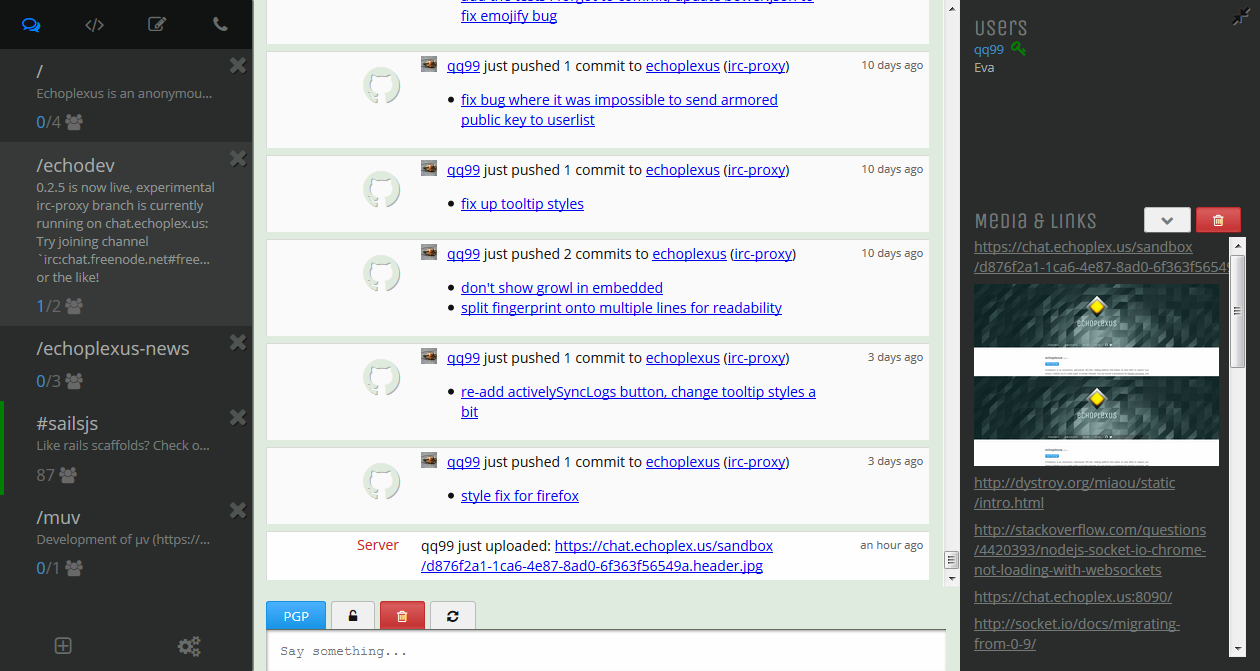 /
Echoplexus is an anonymou...
0/4
/echodev
0.2.5 is now live, experimental
irc-proxy branch is currently
running on chat.echoplex.us:
Try joining channel
`irc:chat.freenode.net#free...
or the like!
1/2
/echoplexus-news
0/3
#sailsjs
Like rails scaffolds? Check o...
87
/muv
Development of μv (https://...
0/1
fix emojify bug
qq99 just pushed 1 commit to echoplexus (irc-proxy)
10 days ago
fix bug where it was impossible to send armored
public key to userlist
qq99 just pushed 1 commit to echoplexus (irc-proxy)
10 days ago
fix up tooltip styles
qq99 just pushed 2 commits to echoplexus (irc-proxy)
10 days ago
don't show growl in embedded
split fingerprint onto multiple lines for readability
qq99 just pushed 1 commit to echoplexus (irc-proxy)
3 days ago
re-add activelySyncLogs button, change tooltip styles a
bit
qq99 just pushed 1 commit to echoplexus (irc-proxy)
3 days ago
style fix for firefox
Server
qq99 just uploaded: https://chat.echoplex.us/sandbox
an hour ago
/d876f2a1-1ca6-4e87-8ad0-6f363f56549a.header.jpg
PGP
Say something...
users
qq99
Eva
Media & Links
https://chat.echoplex.us/sandbox
/d876f2a1-1ca6-4e87-8ad0-6f363f56549
ECHOPLEXUS
ECHOPLEXUS
http://dystroy.org/miaou/static
/intro.html
http://stackoverflow.com/questions
/4420393/nodejs-socket-io-chrome-
not-loading-with-websockets
https://chat.echoplex.us:8090/
http://socket.io/docs/migrating-
from-0-9/